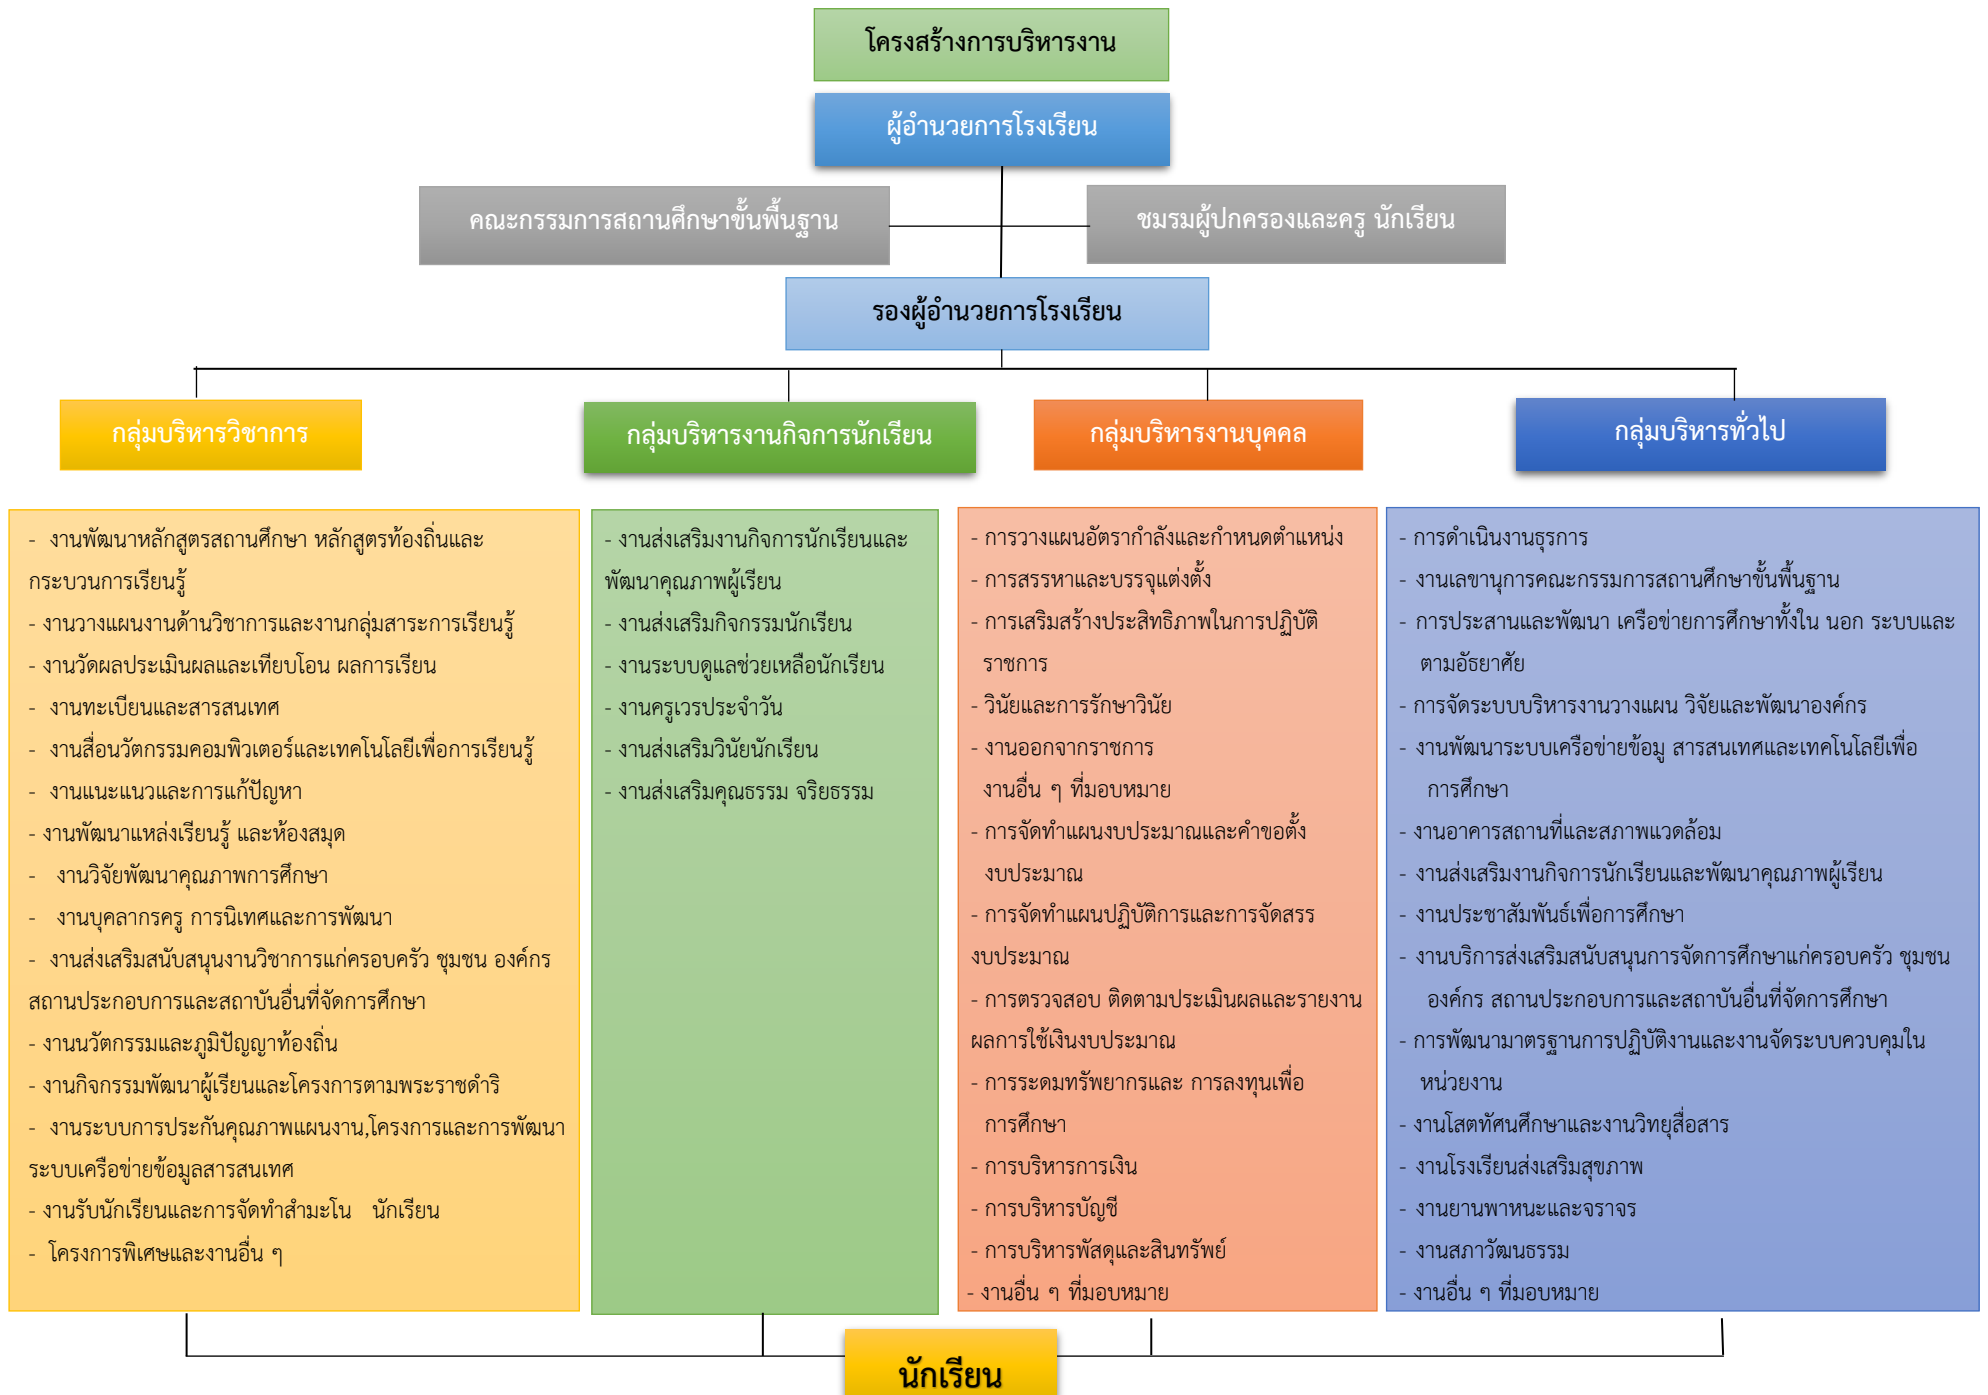 โครงสร้างการบริหารงาน
ผู้อำนวยการโรงเรียน
คณะกรรมการสถานศึกษาขั้นพื้นฐาน
ชมรมผู้ปกครองและครู นักเรียน
รองผู้อำนวยการโรงเรียน
กลุ่มบริหารวิชาการ
กลุ่มบริหารงานกิจการนักเรียน
กลุ่มบริหารงานบุคคล
กลุ่มบริหารทั่วไป
- งานพัฒนาหลักสูตรสถานศึกษา หลักสูตรท้องถิ่นและ
กระบวนการเรียนรู้
- งานวางแผนงานด้านวิชาการและงานกลุ่มสาระการเรียนรู้
- งานวัดผลประเมินผลและเทียบโอน ผลการเรียน
- งานทะเบียนและสารสนเทศ
- งานสื่อนวัตกรรมคอมพิวเตอร์และเทคโนโลยีเพื่อการเรียนรู้
- งานแนะแนวและการแก้ปัญหา
- งานพัฒนาแหล่งเรียนรู้ และห้องสมุด
- งานวิจัยพัฒนาคุณภาพการศึกษา
- งานบุคลากรครู การนิเทศและการพัฒนา
- งานส่งเสริมสนับสนุนงานวิชาการแก่ครอบครัว ชุมชน องค์กร
สถานประกอบการและสถาบันอื่นที่จัดการศึกษา
- งานนวัตกรรมและภูมิปัญญาท้องถิ่น
- งานกิจกรรมพัฒนาผู้เรียนและโครงการตามพระราชดำริ
- งานระบบการประกันคุณภาพแผนงาน,โครงการและการพัฒนา
ระบบเครือข่ายข้อมูลสารสนเทศ
- งานรับนักเรียนและการจัดทำสำมะโน นักเรียน
- โครงการพิเศษและงานอื่น ๆ
- งานส่งเสริมงานกิจการนักเรียนและ
พัฒนาคุณภาพผู้เรียน
- งานส่งเสริมกิจกรรมนักเรียน
- งานระบบดูแลช่วยเหลือนักเรียน
- งานครูเวรประจำวัน
- งานส่งเสริมวินัยนักเรียน
- งานส่งเสริมคุณธรรม จริยธรรม
- การวางแผนอัตรากำลังและกำหนดตำแหน่ง
- การสรรหาและบรรจุแต่งตั้ง
- การเสริมสร้างประสิทธิภาพในการปฏิบัติ
ราชการ
- วินัยและการรักษาวินัย
- งานออกจากราชการ
งานอื่น ๆ ที่มอบหมาย
- การจัดทำแผนงบประมาณและคำขอตั้ง
งบประมาณ
- การจัดทำแผนปฏิบัติการและการจัดสรร
งบประมาณ
- การตรวจสอบ ติดตามประเมินผลและรายงาน
ผลการใช้เงินงบประมาณ
- การระดมทรัพยากรและ การลงทุนเพื่อ
การศึกษา
- การบริหารการเงิน
- การบริหารบัญชี
- การบริหารพัสดุและสินทรัพย์
- งานอื่น ๆ ที่มอบหมาย
- การดำเนินงานธุรการ
- งานเลขานุการคณะกรรมการสถานศึกษาขั้นพื้นฐาน
- การประสานและพัฒนา เครือข่ายการศึกษาทั้งใน นอก ระบบและ
ตามอัธยาศัย
- การจัดระบบบริหารงานวางแผน วิจัยและพัฒนาองค์กร
- งานพัฒนาระบบเครือข่ายข้อมู สารสนเทศและเทคโนโลยีเพื่อ
การศึกษา
- งานอาคารสถานที่และสภาพแวดล้อม
- งานส่งเสริมงานกิจการนักเรียนและพัฒนาคุณภาพผู้เรียน
- งานประชาสัมพันธ์เพื่อการศึกษา
- งานบริการส่งเสริมสนับสนุนการจัดการศึกษาแก่ครอบครัว ชุมชน
องค์กร สถานประกอบการและสถาบันอื่นที่จัดการศึกษา
- การพัฒนามาตรฐานการปฏิบัติงานและงานจัดระบบควบคุมใน
หน่วยงาน
- งานโสตทัศนศึกษาและงานวิทยุสื่อสาร
- งานโรงเรียนส่งเสริมสุขภาพ
- งานยานพาหนะและจราจร
- งานสภาวัฒนธรรม
- งานอื่น ๆ ที่มอบหมาย
นักเรียน